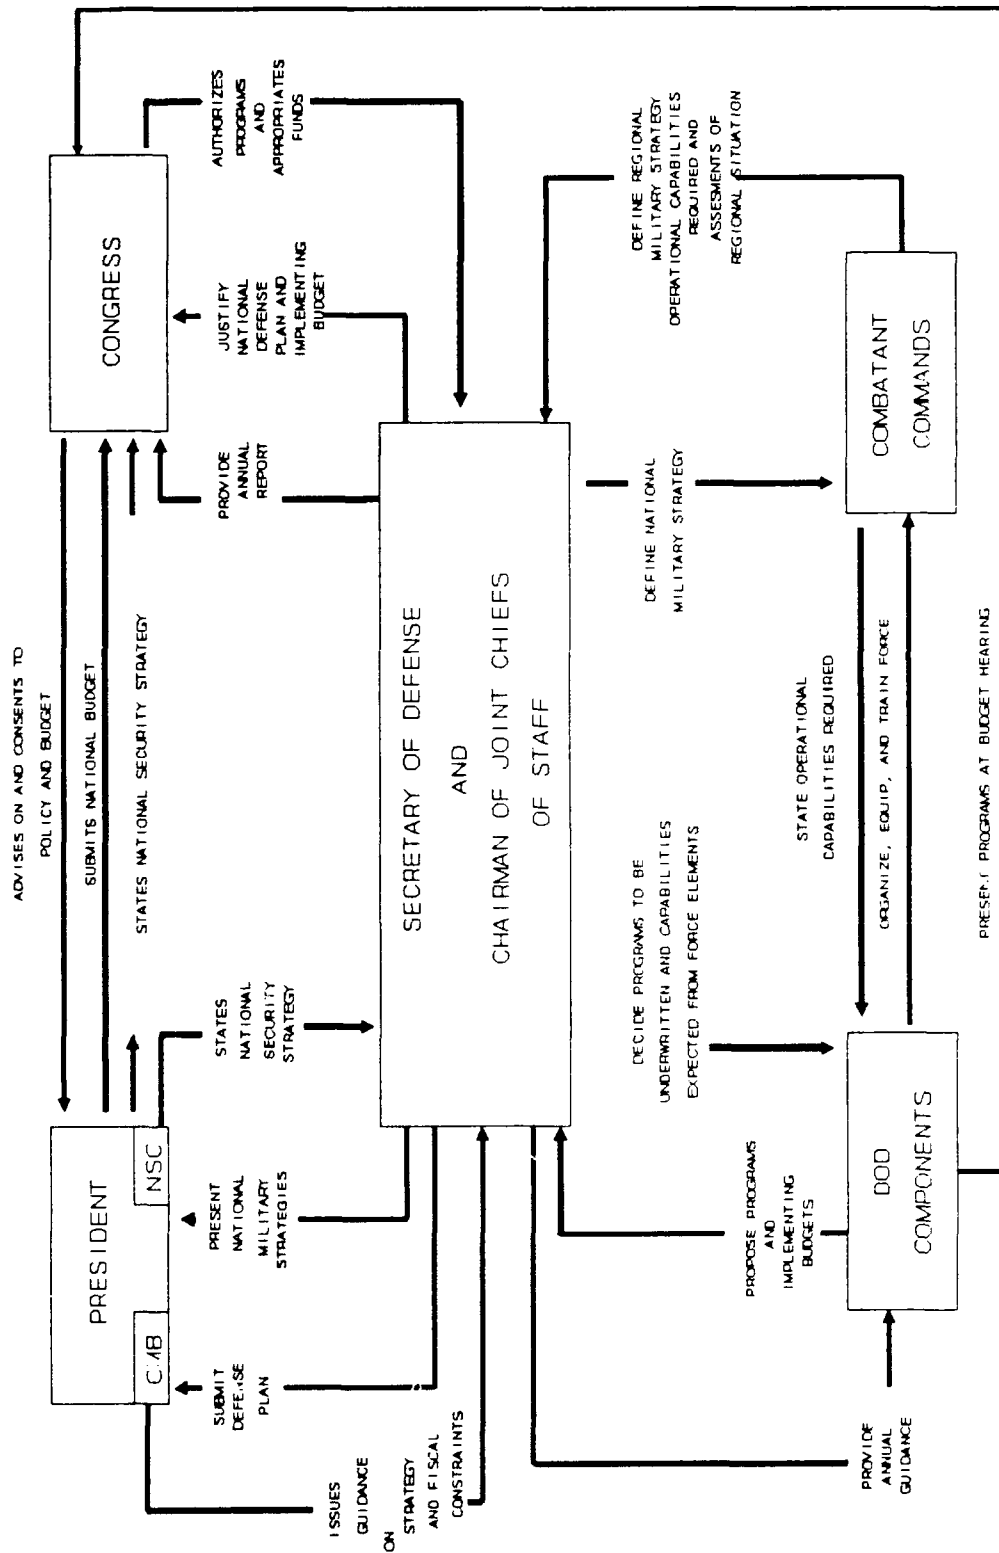 ADVISES ON AND CONSENTS TO
POLICY AND BUDGET
SUBMITS NATIONAL BUDGET
STATES NATIONAL SECURITY STRATEGY
PRESIDENT
OMB
NSC
CONGRESS
ISSUES
GUIDANCE
ON
STRATEGY
AND FISCAL
CONSTRAINTS
SUBMIT
DEFENSE
PLAN
PRESENT
NATIONAL
MILITARY
STRATEGIES
STATES
NATIONAL
SECURITY
STRATEGY
PROVIDE
ANNUAL
REPORT
JUSTIFY
NATIONAL
DEFENSE
PLAN AND
IMPLEMENTING
BUDGET
AUTHORIZES
PROGRAMS
AND
APPROPRIATES
FUNDS
SECRETARY OF DEFENSE
AND
CHAIRMAN OF JOINT CHIEFS
OF STAFF
DECIDE PROGRAMS TO BE
UNDERWRITTEN AND CAPABILITIES
EXPECTED FROM FORCE ELEMENTS
DEFINE NATIONAL
MILITARY STRATEGY
DEFINE REGIONAL
MILITARY STRATEGY
OPERATIONAL CAPABILITIES
REQUIRED AND
ASSESMENTS OF
REGIONAL SITUATION
PROPOSE PROGRAMS
AND
IMPLEMENTING
BUDGETS
STATE OPERATIONAL
CAPABILITIES REQUIRED
PROVIDE
ANNUAL
GUIDANCE
DOD
COMPONENTS
ORGANIZE, EQUIP, AND TRAIN FORCE
COMBATANT
COMMANDS
PRESENT PROGRAMS AT BUDGET HEARING